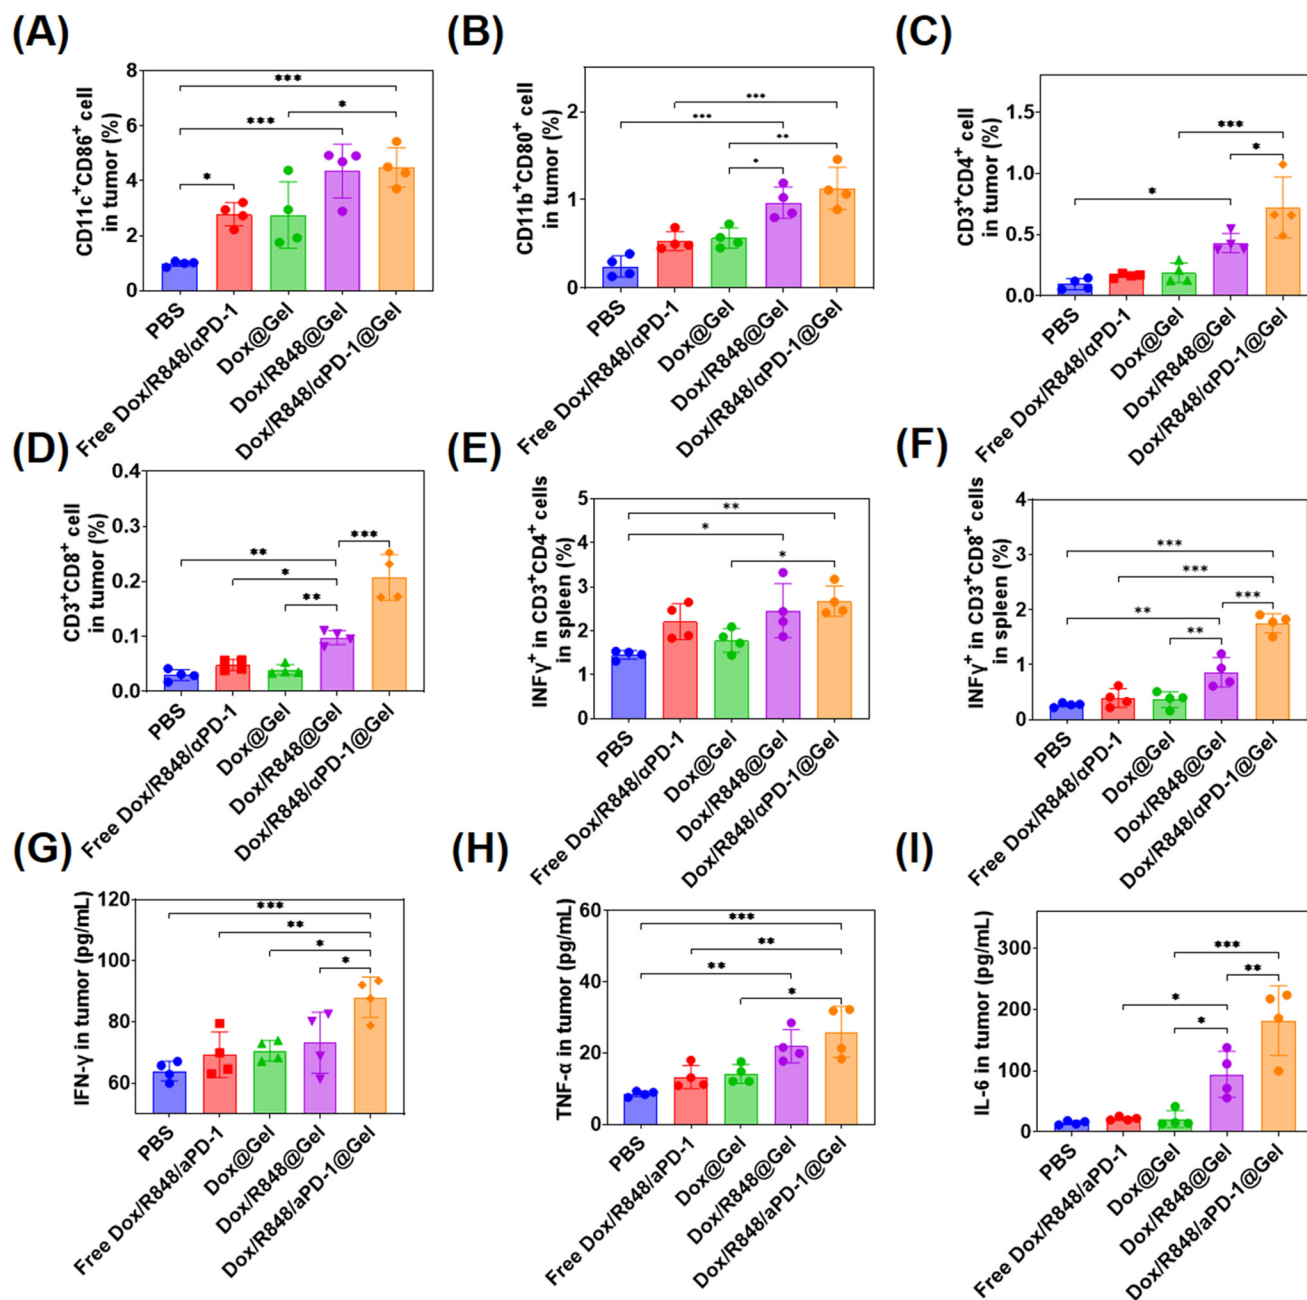 (A)
CD11c⁺CD86⁺ cell
in tumor (%)
8
6
4
2
0
***
*
***
*
PBS
Free Dox/R848/αPD-1
Dox@Gel
Dox/R848@Gel
Dox/R848/αPD-1@Gel
(B)
CD11b⁺CD80⁺ cell
in tumor (%)
2
1
0
***
***
**
*
PBS
Free Dox/R848/αPD-1
Dox@Gel
Dox/R848@Gel
Dox/R848/αPD-1@Gel
(C)
CD3⁺CD4⁺ cell
in tumor (%)
1.5
1.0
0.5
0.0
***
*
*
PBS
Free Dox/R848/αPD-1
Dox@Gel
Dox/R848@Gel
Dox/R848/αPD-1@Gel
(D)
CD3⁺CD8⁺ cell
in tumor (%)
0.4
0.3
0.2
0.1
0.0
***
**
*
**
PBS
Free Dox/R848/αPD-1
Dox@Gel
Dox/R848@Gel
Dox/R848/αPD-1@Gel
(E)
INFγ⁺ in CD3⁺CD4⁺ cells
in spleen (%)
5
4
3
2
1
0
**
*
*
PBS
Free Dox/R848/αPD-1
Dox@Gel
Dox/R848@Gel
Dox/R848/αPD-1@Gel
(F)
INFγ⁺ in CD3⁺CD8⁺ cells
in spleen (%)
4
3
2
1
0
***
***
***
**
**
PBS
Free Dox/R848/αPD-1
Dox@Gel
Dox/R848@Gel
Dox/R848/αPD-1@Gel
(G)
IFN-γ in tumor (pg/mL)
120
100
80
60
***
**
*
*
PBS
Free Dox/R848/aPD-1
Dox@Gel
Dox/R848@Gel
Dox/R848/aPD-1@Gel
(H)
TNF-α in tumor (pg/mL)
60
40
20
0
***
**
**
*
PBS
Free Dox/R848/aPD-1
Dox@Gel
Dox/R848@Gel
Dox/R848/aPD-1@Gel
(I)
IL-6 in tumor (pg/mL)
300
200
100
0
***
**
*
*
PBS
Free Dox/R848/aPD-1
Dox@Gel
Dox/R848@Gel
Dox/R848/aPD-1@Gel